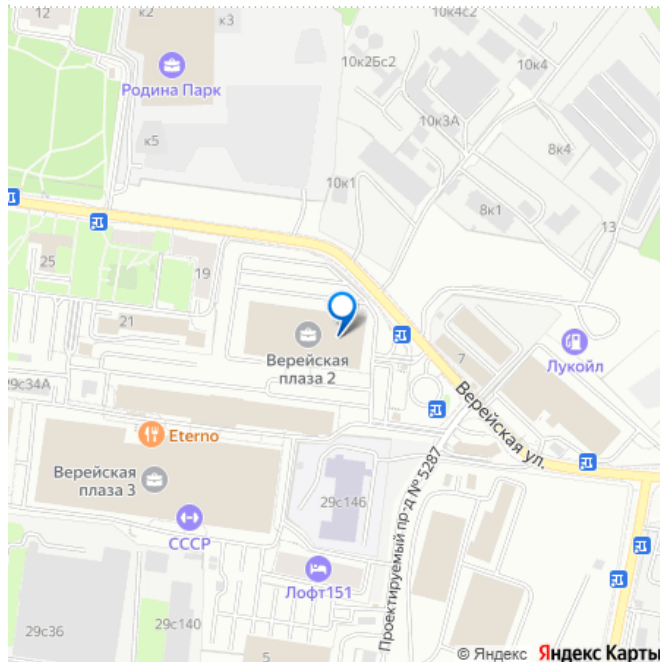 12
к2
к3
10к4с2
10к2Бс2
10к4
Родина Парк
10к3А
к5
8к4
10к1
8к1
13
25
19
21
Верейская
плаза 2
7
Лукойл
29с34А
Верейская ул.
Eterno
Верейская
плаза 3
29с146
Проектируемый пр-д № 5287
СССР
Лофт151
29с36
29с140
5
© Яндекс Яндекс Карты